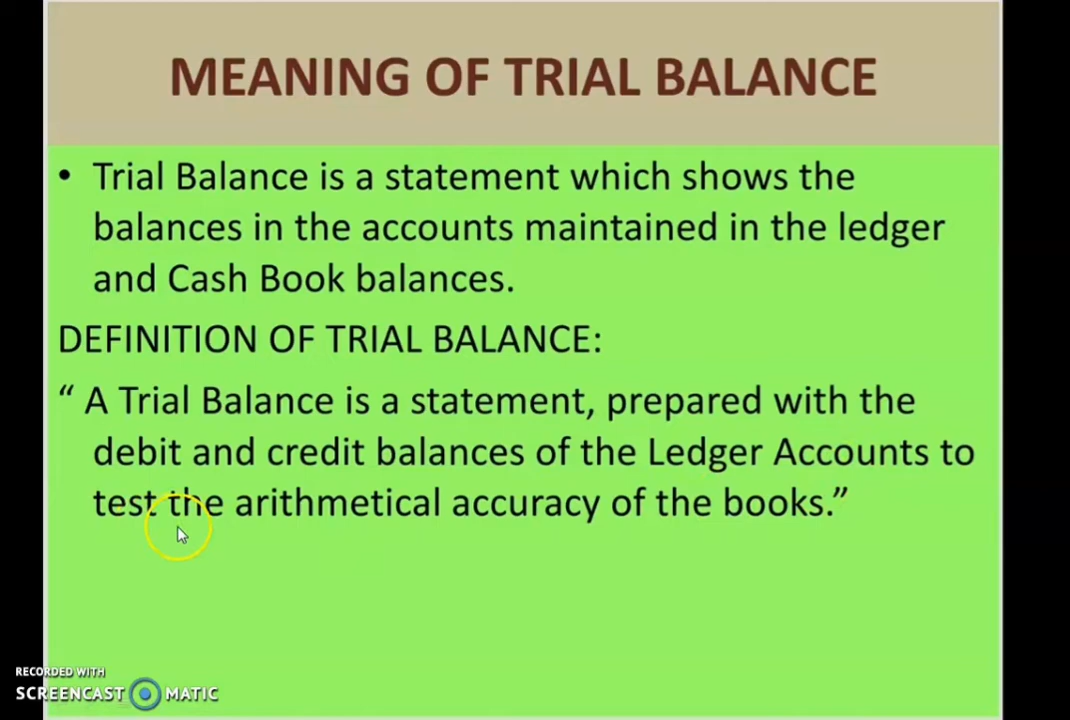 MEANING OF TRIAL BALANCE
• Trial Balance is a statement which shows the
balances in the accounts maintained in the ledger
and Cash Book balances.
DEFINITION OF TRIAL BALANCE:
“ A Trial Balance is a statement, prepared with the
debit and credit balances of the Ledger Accounts to
test the arithmetical accuracy of the books.”
RECORDED WITH
SCREENCAST MATIC